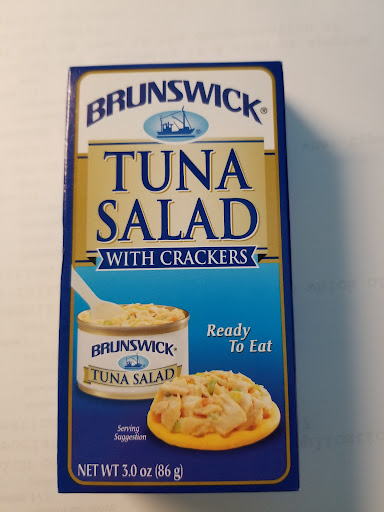 BRUNSWICK®
TUNA
SALAD
WITH CRACKERS
Ready
To Eat
BRUNSWICK®
TUNA SALAD
Serving
Suggestion
NET WT 3.0 oz (86 g)